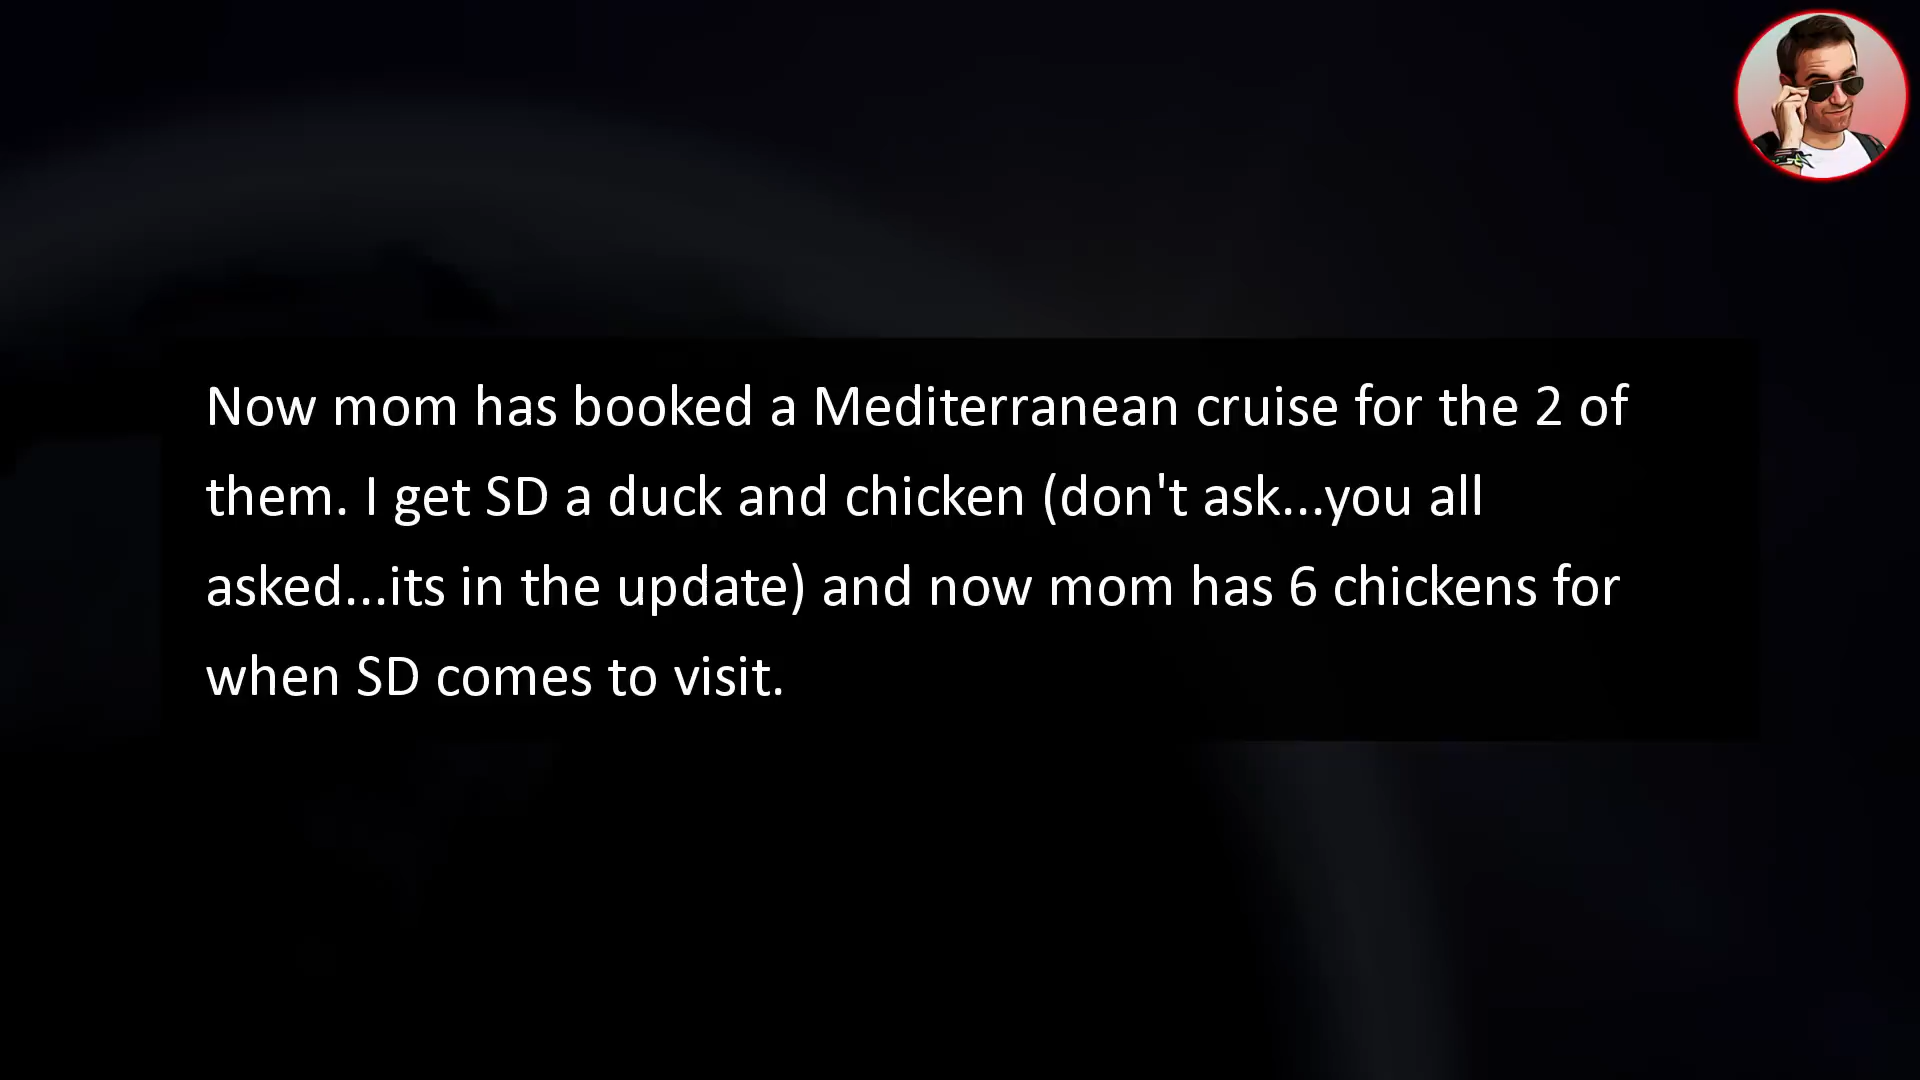 Now mom has booked a Mediterranean cruise for the 2 of
them. I get SD a duck and chicken (don't ask...you all
asked...its in the update) and now mom has 6 chickens for
when SD comes to visit.